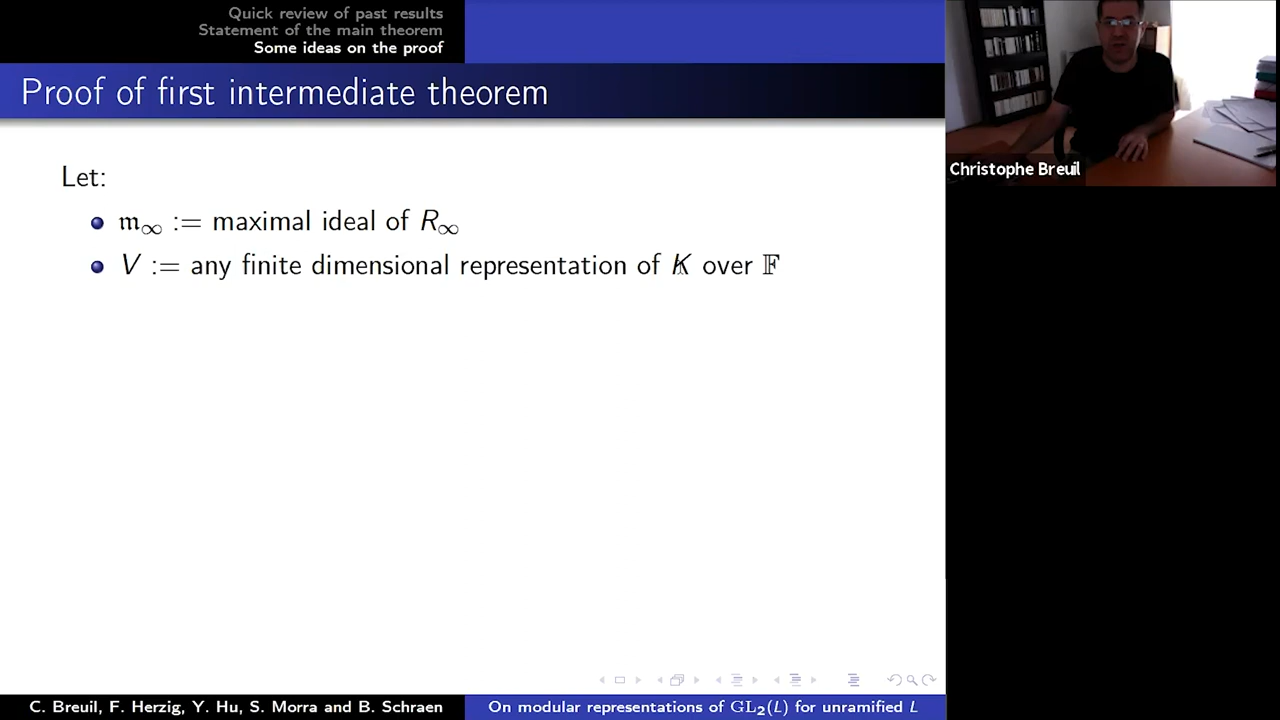 Quick review of past results
Statement of the main theorem
Some ideas on the proof
Proof of first intermediate theorem
Christophe Breuil
Let:
𝔪∞ := maximal ideal of R∞
V := any finite dimensional representation of K over 𝔽
C. Breuil, F. Herzig, Y. Hu, S. Morra and B. Schraen
On modular representations of GL₂(L) for unramified L